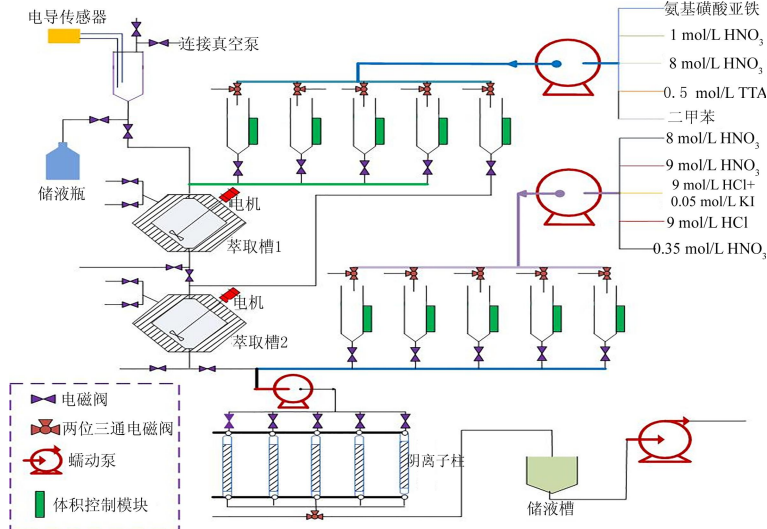 电导传感器
连接真空泵
储液瓶
氨基磺酸亚铁
1 mol/L HNO₃
8 mol/L HNO₃
0. 5 mol/L TTA
二甲苯
8 mol/L HNO₃
9 mol/L HNO₃
9 mol/L HCl+
0.05 mol/L KI
9 mol/L HCl
0.35 mol/L HNO₃
电机
萃取槽1
电机
萃取槽2
电磁阀
两位三通电磁阀
蠕动泵
体积控制模块
阴离子柱
储液槽